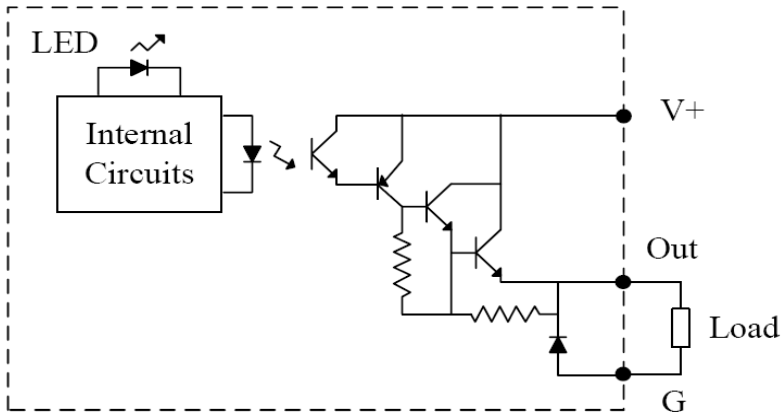 LED
Internal
Circuits
V+
Out
Load
G